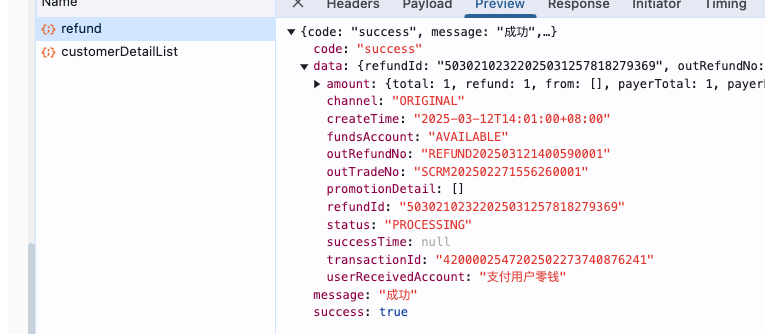 Name
Headers Payload Preview Response Initiator Timing
refund
customerDetailList
{code: "success", message: "成功",…}
code: "success"
data: {refundId: "50302102322025031257818279369", outRefundNo:
amount: {total: 1, refund: 1, from: [], payerTotal: 1, payer
channel: "ORIGINAL"
createTime: "2025-03-12T14:01:00+08:00"
fundsAccount: "AVAILABLE"
outRefundNo: "REFUND202503121400590001"
outTradeNo: "SCRM202502271556260001"
promotionDetail: []
refundId: "50302102322025031257818279369"
status: "PROCESSING"
successTime: null
transactionId: "4200002547202502273740876241"
userReceivedAccount: "支付用户零钱"
message: "成功"
success: true